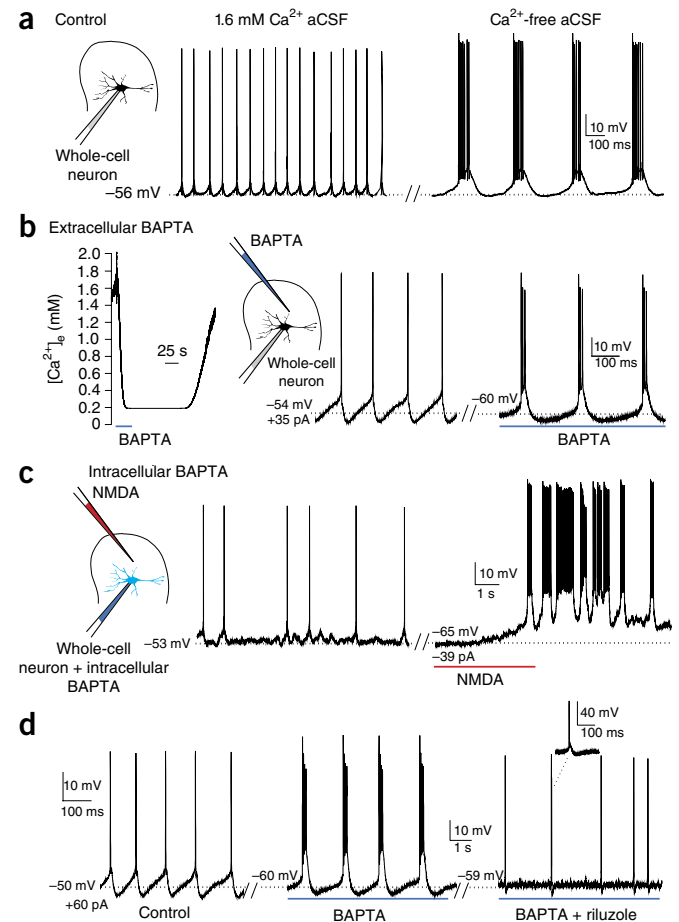 a
Control
1.6 mM Ca²⁺ aCSF
Ca²⁺-free aCSF
10 mV
100 ms
Whole-cell
neuron
–56 mV
b
Extracellular BAPTA
BAPTA
2.0
1.8
1.6
1.4
1.2
1.0
0.8
0.6
0.4
0.2
0
[Ca²⁺]e (mM)
25 s
BAPTA
Whole-cell
neuron
–54 mV
+35 pA
–60 mV
10 mV
100 ms
BAPTA
c
Intracellular BAPTA
NMDA
Whole-cell
neuron + intracellular
BAPTA
–53 mV
10 mV
1 s
–65 mV
–39 pA
NMDA
d
10 mV
100 ms
–50 mV
+60 pA
Control
–60 mV
BAPTA
10 mV
1 s
–59 mV
40 mV
100 ms
BAPTA + riluzole